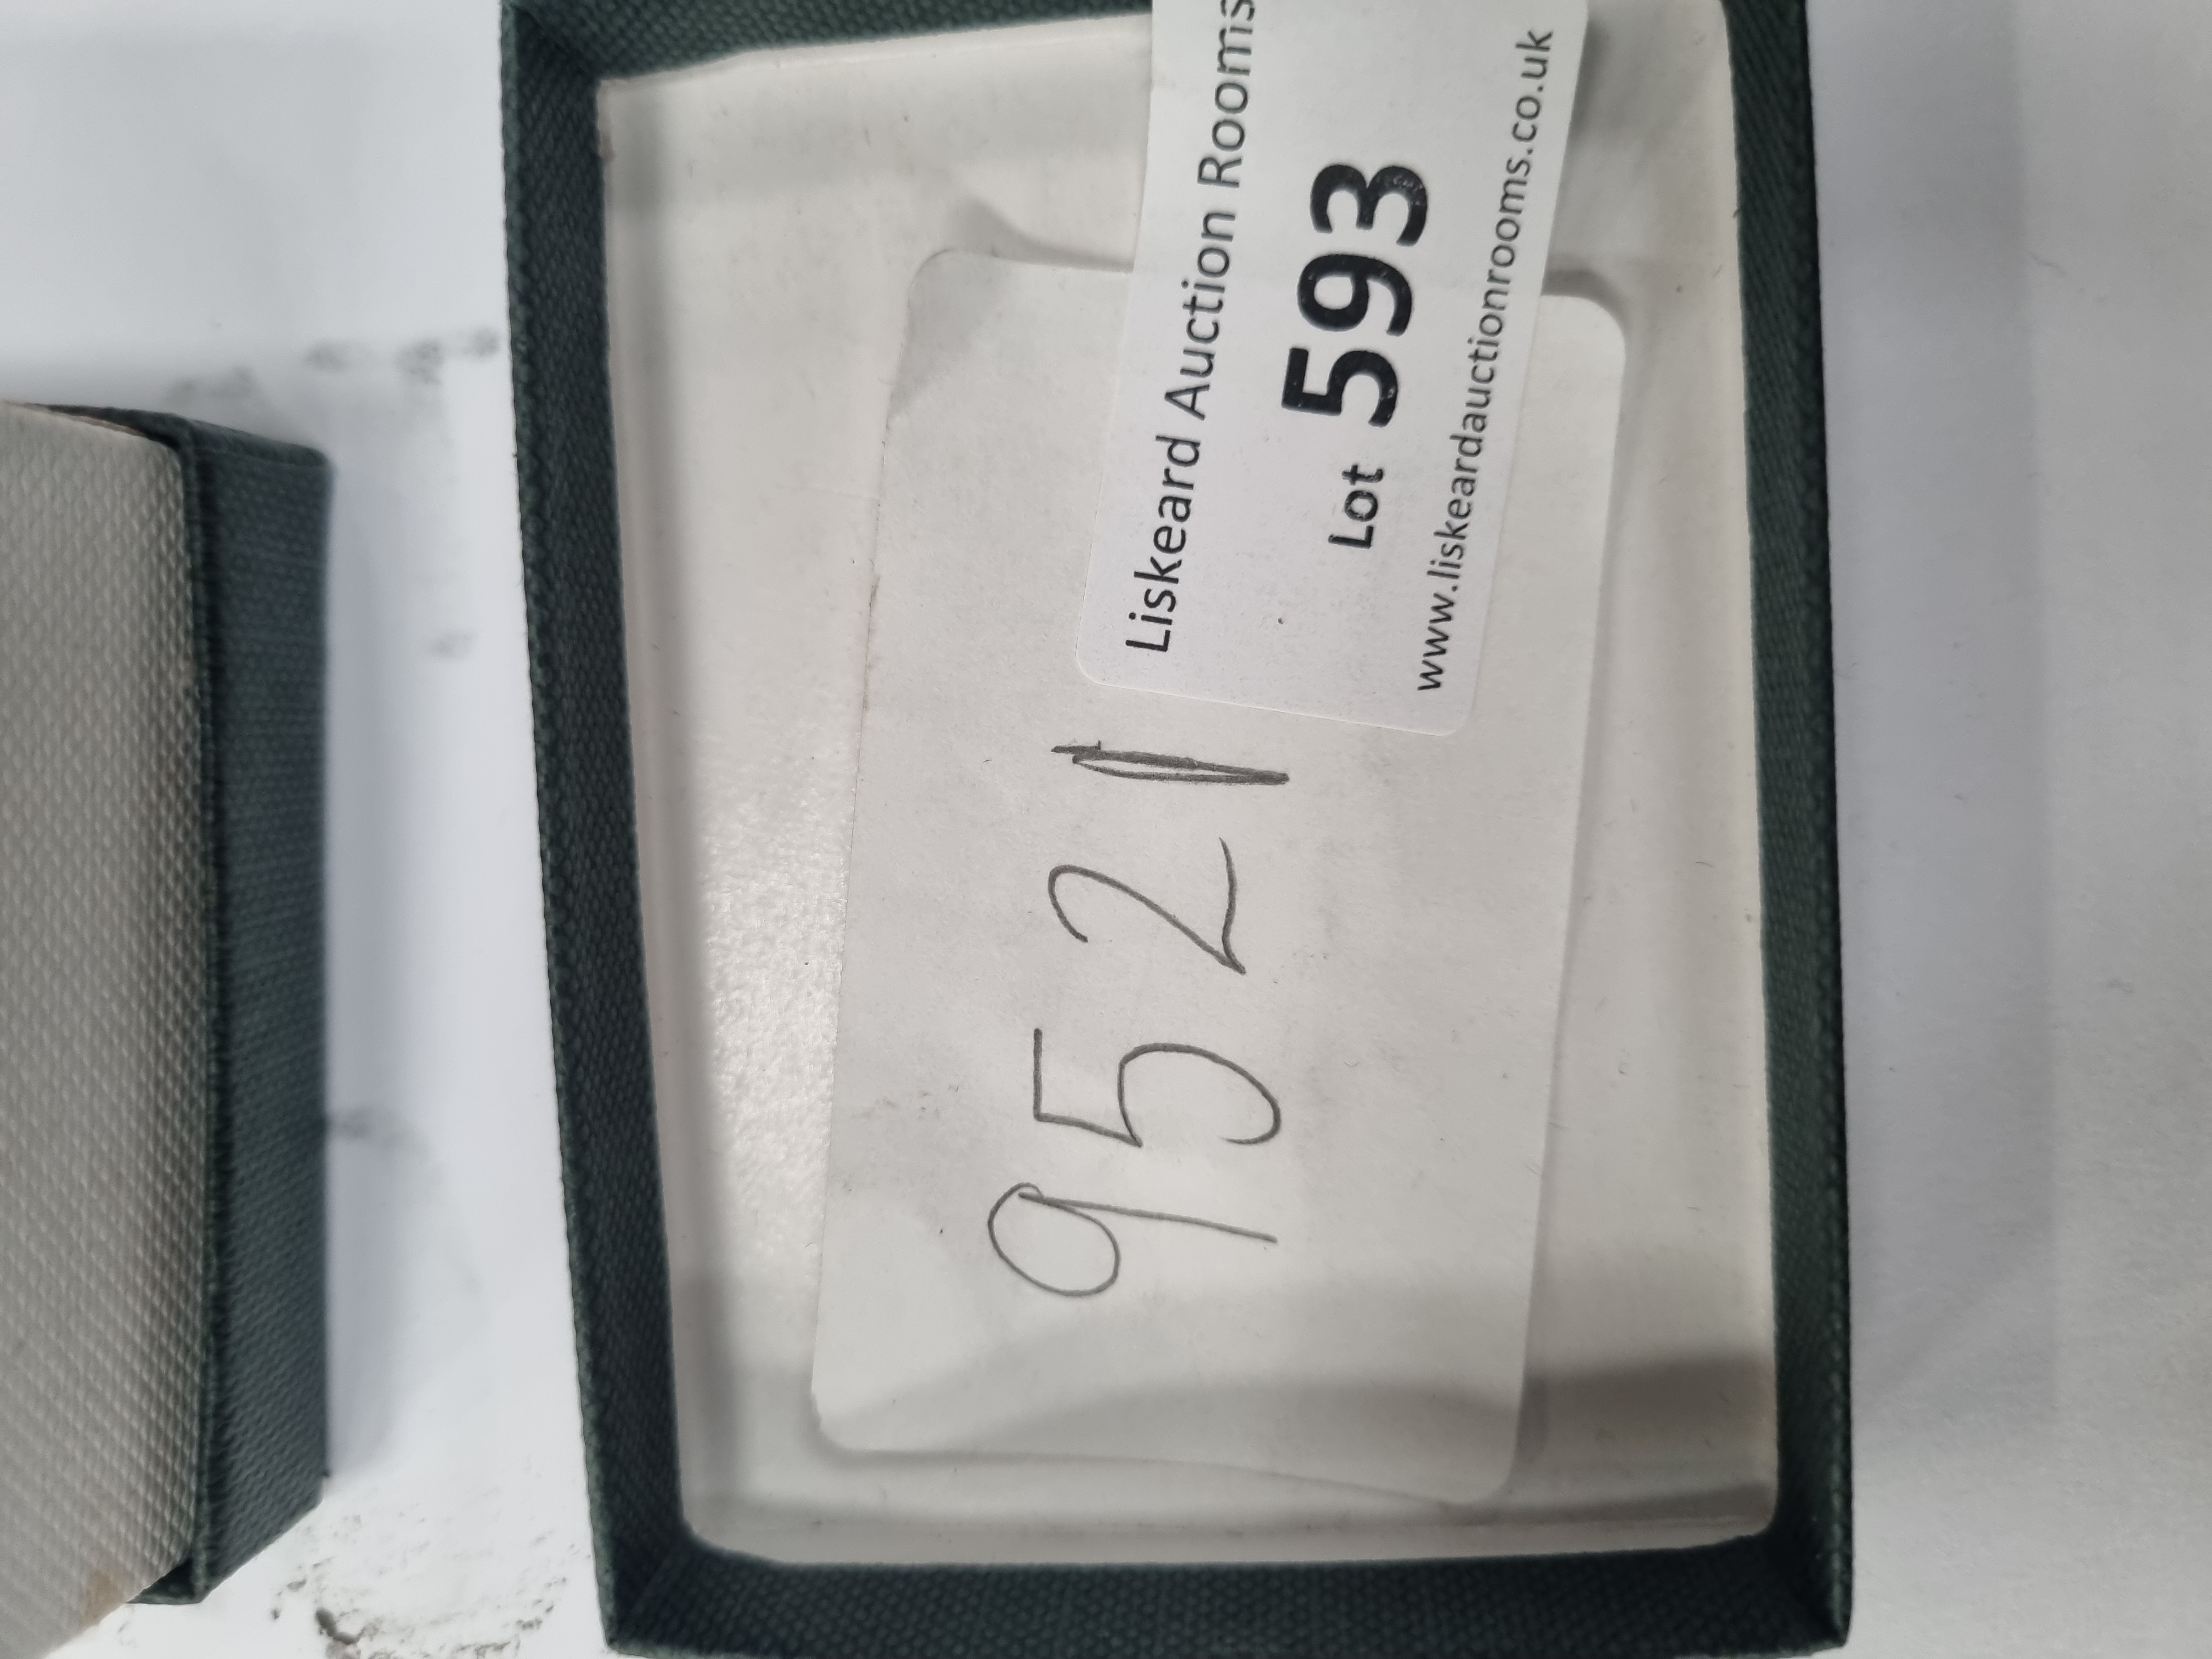 Liskeard Auction Rooms
Lot 593
www.liskeardauctionrooms.co.uk
9521